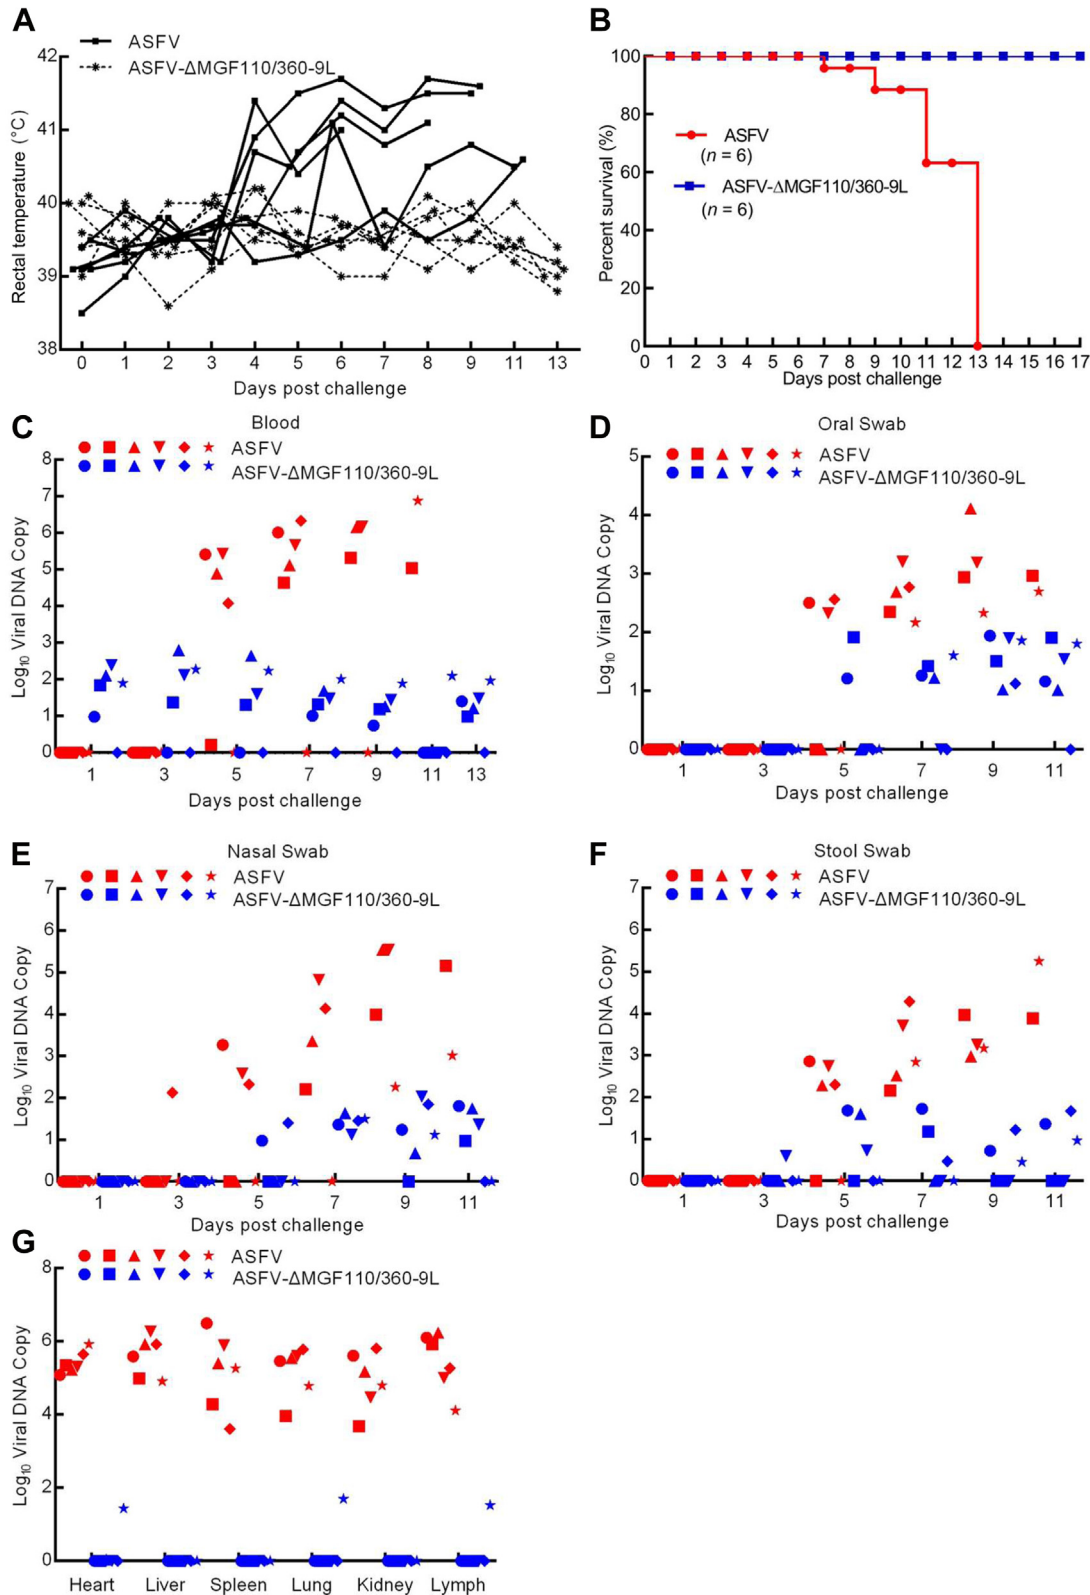 A
ASFV
ASFV-ΔMGF110/360-9L
Rectal temperature (°C)
42
41
40
39
38
0 1 2 3 4 5 6 7 8 9 11 13
Days post challenge
B
Percent survival (%)
100
80
60
40
20
0
ASFV
(n = 6)
ASFV-ΔMGF110/360-9L
(n = 6)
0 1 2 3 4 5 6 7 8 9 10 11 12 13 14 15 16 17
Days post challenge
C
Blood
ASFV
ASFV-ΔMGF110/360-9L
Log10 Viral DNA Copy
8
7
6
5
4
3
2
1
0
1 3 5 7 9 11 13
Days post challenge
D
Oral Swab
ASFV
ASFV-ΔMGF110/360-9L
Log10 Viral DNA Copy
5
4
3
2
1
0
1 3 5 7 9 11
Days post challenge
E
Nasal Swab
ASFV
ASFV-ΔMGF110/360-9L
Log10 Viral DNA Copy
7
6
5
4
3
2
1
0
1 3 5 7 9 11
Days post challenge
F
Stool Swab
ASFV
ASFV-ΔMGF110/360-9L
Log10 Viral DNA Copy
7
6
5
4
3
2
1
0
1 3 5 7 9 11
Days post challenge
G
ASFV
ASFV-ΔMGF110/360-9L
Log10 Viral DNA Copy
8
6
4
2
0
Heart Liver Spleen Lung Kidney Lymph